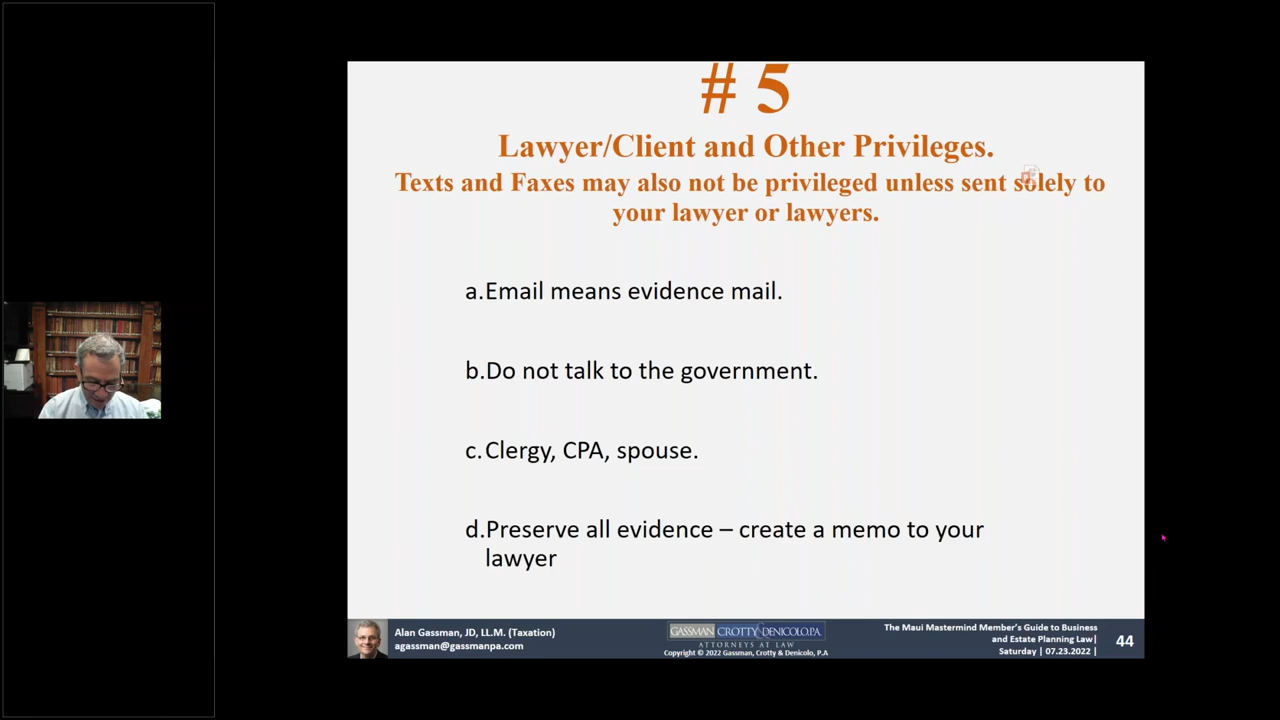 # 5
Lawyer/Client and Other Privileges.
Texts and Faxes may also not be privileged unless sent solely to
your lawyer or lawyers.
a.Email means evidence mail.
b.Do not talk to the government.
c.Clergy, CPA, spouse.
d.Preserve all evidence – create a memo to your
lawyer
Alan Gassman, JD, LL.M. (Taxation)
agassman@gassmanpa.com
GASSMAN CROTTY & DENICOLO, P.A.
ATTORNEYS AT LAW
Copyright © 2022 Gassman, Crotty & Denicolo, P.A
The Maui Mastermind Member’s Guide to Business
and Estate Planning Law|
Saturday | 07.23.2022 |
44